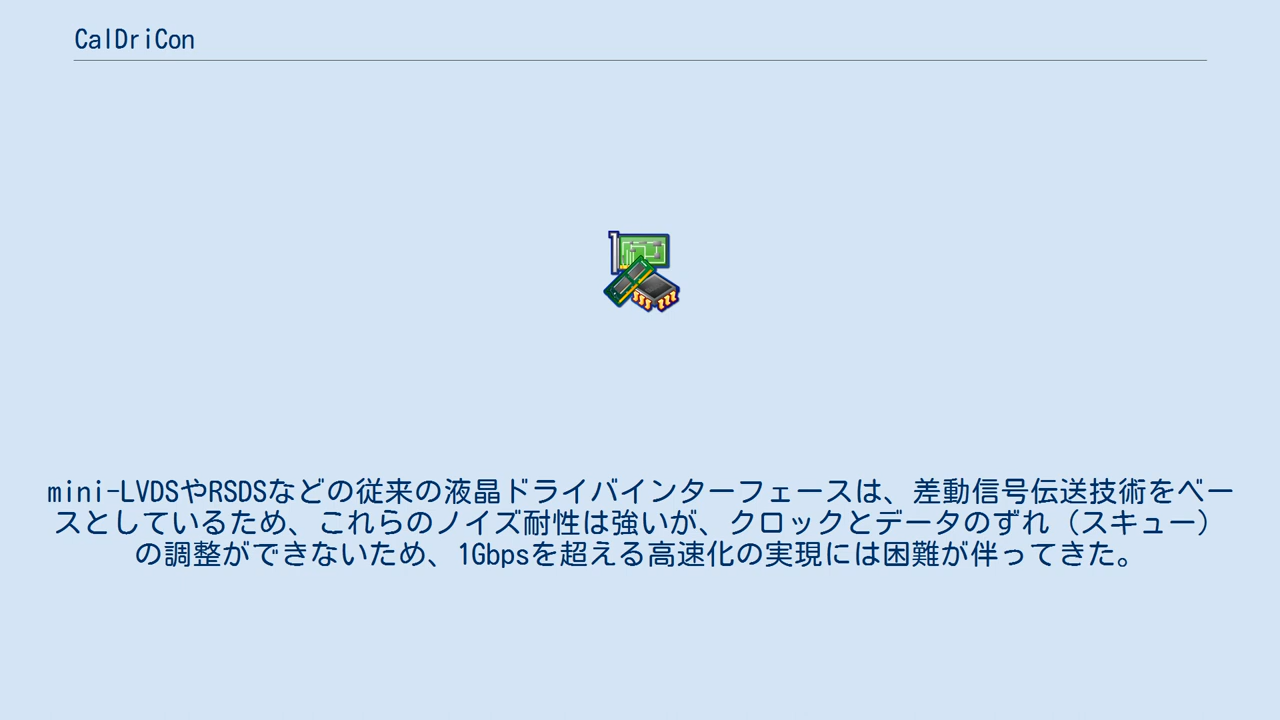 CalDriCon
mini-LVDSやRSDSなどの従来の液晶ドライバインターフェースは、差動信号伝送技術をベー
スとしているため、これらのノイズ耐性は強いが、クロックとデータのずれ（スキュー）
の調整ができないため、1Gbpsを超える高速化の実現には困難が伴ってきた。